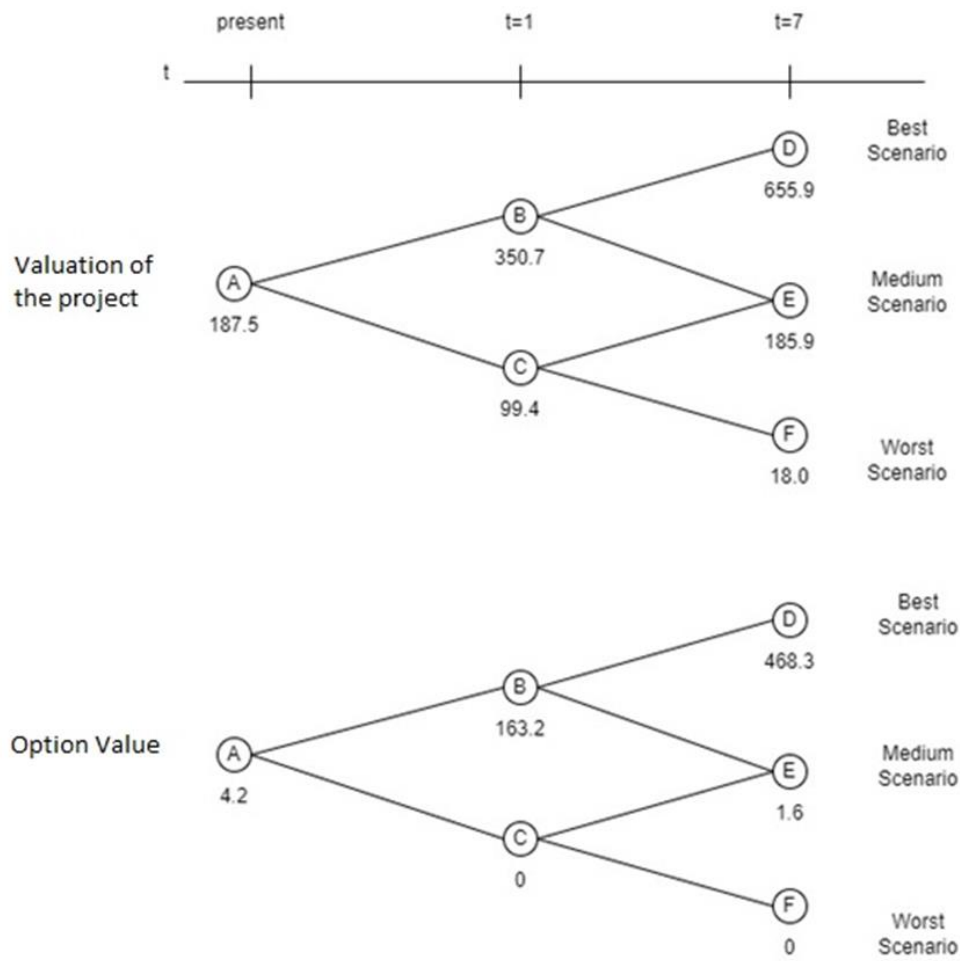 present t=1 t=7
t
D
Best
Scenario
655.9
B
350.7
Valuation of
the project
A
187.5
E
Medium
Scenario
185.9
C
99.4
F
18.0
Worst
Scenario
D
Best
Scenario
468.3
B
163.2
Option Value
A
4.2
E
Medium
Scenario
1.6
C
0
F
0
Worst
Scenario